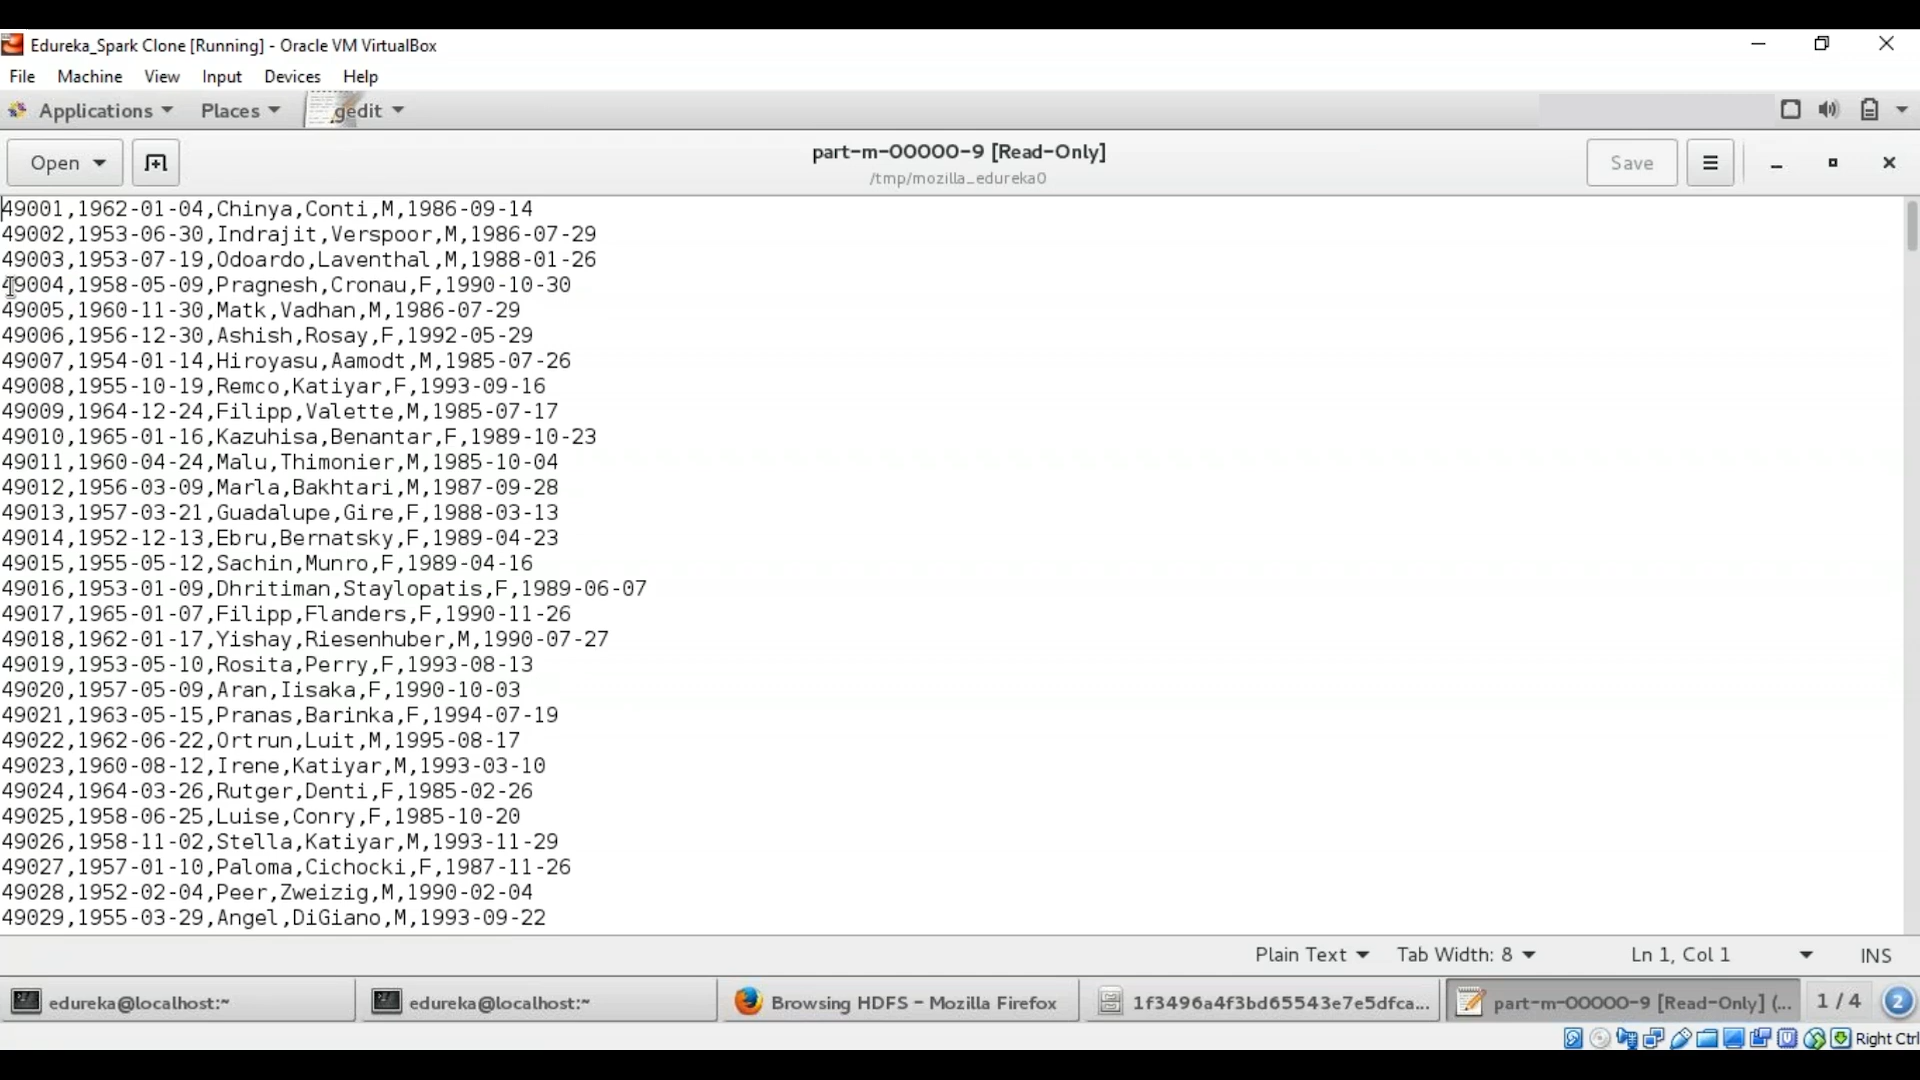 Edureka_Spark Clone [Running] - Oracle VM VirtualBox
File Machine View Input Devices Help
Applications Places gedit
Open part-m-00000-9 [Read-Only] Save
/tmp/mozilla_edureka0
49001,1962-01-04,Chinya,Conti,M,1986-09-14
49002,1953-06-30,Indrajit,Verspoor,M,1986-07-29
49003,1953-07-19,Odoardo,Laventhal,M,1988-01-26
49004,1958-05-09,Pragnesh,Cronau,F,1990-10-30
49005,1960-11-30,Matk,Vadhan,M,1986-07-29
49006,1956-12-30,Ashish,Rosay,F,1992-05-29
49007,1954-01-14,Hiroyasu,Aamodt,M,1985-07-26
49008,1955-10-19,Remco,Katiyar,F,1993-09-16
49009,1964-12-24,Filipp,Valette,M,1985-07-17
49010,1965-01-16,Kazuhisa,Benantar,F,1989-10-23
49011,1960-04-24,Malu,Thimonier,M,1985-10-04
49012,1956-03-09,Marla,Bakhtari,M,1987-09-28
49013,1957-03-21,Guadalupe,Gire,F,1988-03-13
49014,1952-12-13,Ebru,Bernatsky,F,1989-04-23
49015,1955-05-12,Sachin,Munro,F,1989-04-16
49016,1953-01-09,Dhritiman,Staylopatis,F,1989-06-07
49017,1965-01-07,Filipp,Flanders,F,1990-11-26
49018,1962-01-17,Yishay,Riesenhuber,M,1990-07-27
49019,1953-05-10,Rosita,Perry,F,1993-08-13
49020,1957-05-09,Aran,Iisaka,F,1990-10-03
49021,1963-05-15,Pranas,Barinka,F,1994-07-19
49022,1962-06-22,Ortrun,Luit,M,1995-08-17
49023,1960-08-12,Irene,Katiyar,M,1993-03-10
49024,1964-03-26,Rutger,Denti,F,1985-02-26
49025,1958-06-25,Luise,Conry,F,1985-10-20
49026,1958-11-02,Stella,Katiyar,M,1993-11-29
49027,1957-01-10,Paloma,Cichocki,F,1987-11-26
49028,1952-02-04,Peer,Zweizig,M,1990-02-04
49029,1955-03-29,Angel,DiGiano,M,1993-09-22
Plain Text Tab Width: 8 Ln 1, Col 1 INS
edureka@localhost:~ edureka@localhost:~ Browsing HDFS - Mozilla Firefox 1f3496a4f3bd65543e7e5dfca... part-m-00000-9 [Read-Only] (... 1 / 4 2
Right Ctrl